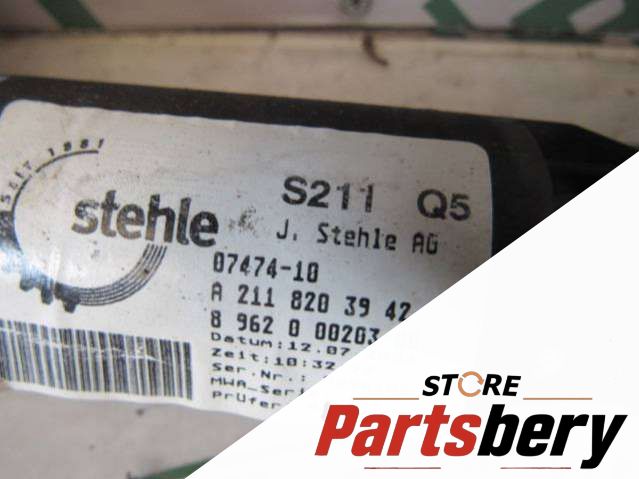 SEIT 1881
stehle
S211 Q5
J. Stehle AG
07474-10
A 211 820 39 42
8 962 0 00203
Datum:12.07
Zeit:10:32
Ser.Nr.:
MWA-Seri
Prüfer
STORE
Partsbery